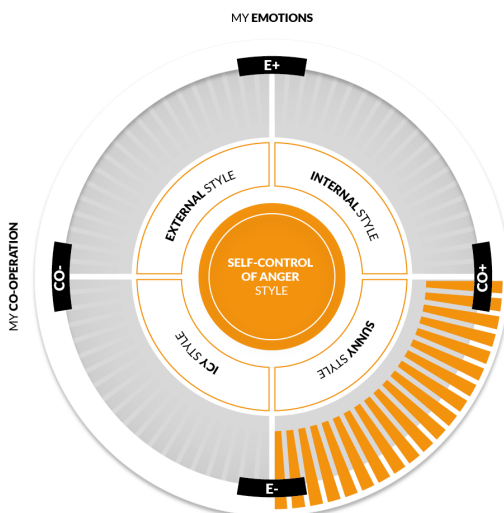 MY EMOTIONS
E+
EXTERNAL STYLE
INTERNAL STYLE
MY CO-OPERATION
CO-
SELF-CONTROL
OF ANGER
STYLE
CO+
ICY STYLE
SUNNY STYLE
E-